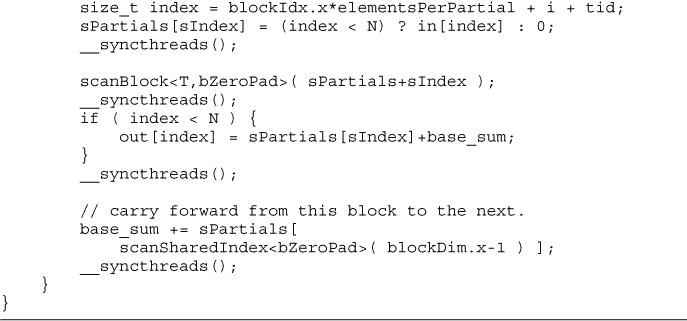 size_t index = blockIdx.x*elementsPerPartial + i + tid;
sPartials[sIndex] = (index < N) ? in[index] : 0;
__syncthreads();
scanBlock<T,bZeroPad>( sPartials+sIndex );
__syncthreads();
if ( index < N ) {
out[index] = sPartials[sIndex]+base_sum;
}
__syncthreads();
// carry forward from this block to the next.
base_sum += sPartials[
scanSharedIndex<bZeroPad>( blockDim.x-1 ) ];
__syncthreads();
}
}